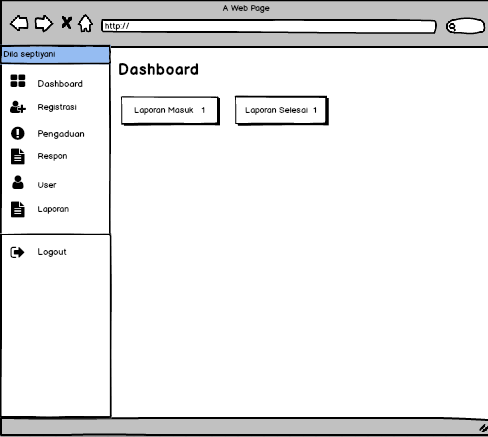 A Web Page
http://
Dila septiyani
Dashboard
Registrasi
Pengaduan
Respon
User
Laporan
Logout
Dashboard
Laporan Masuk 1
Laporan Selesai 1